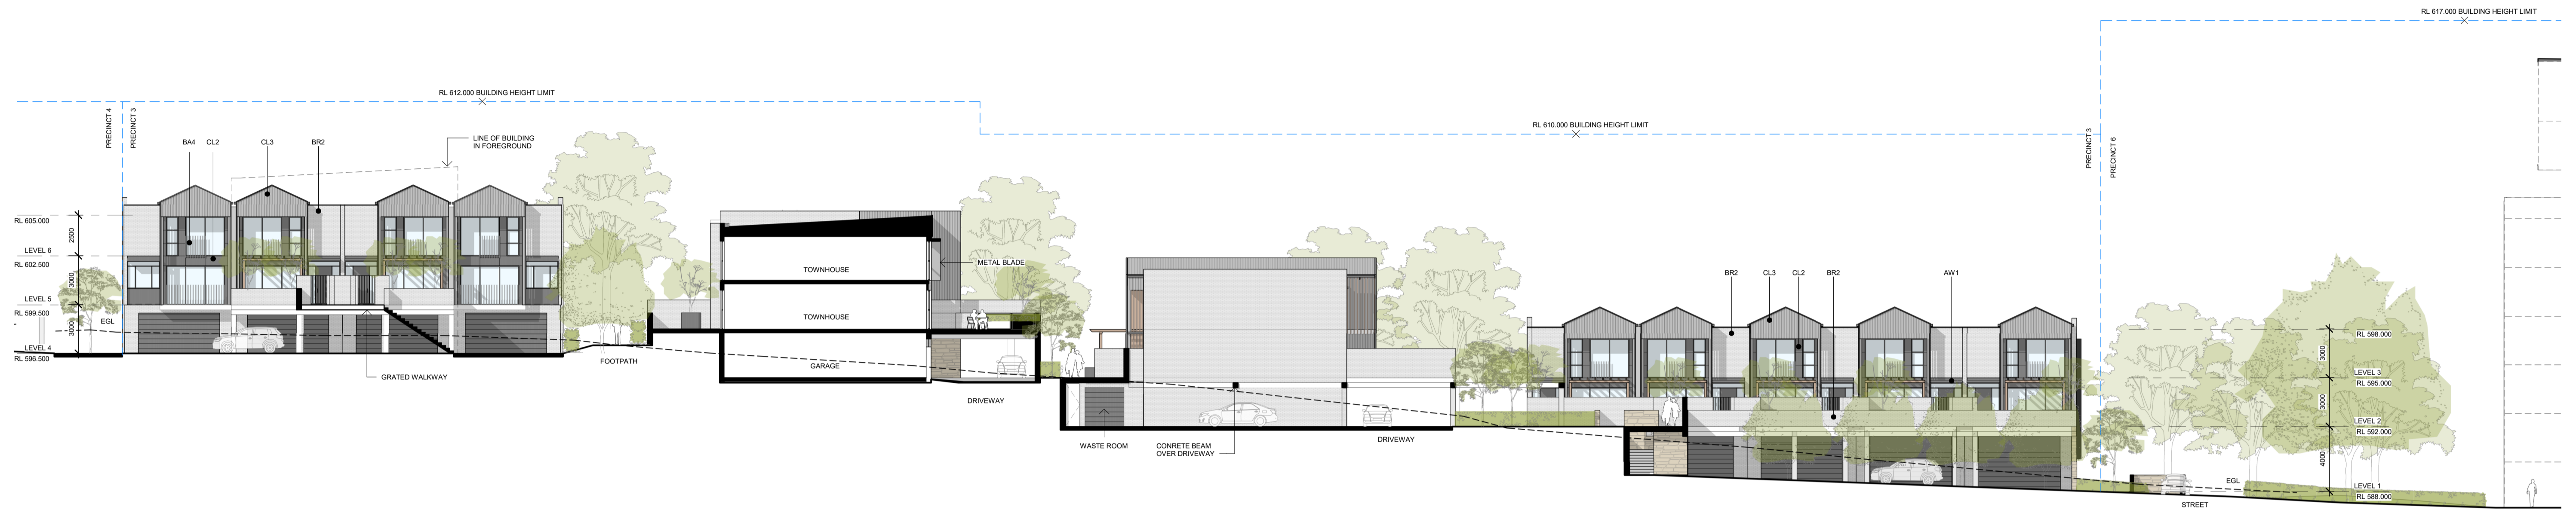 RL 617.000 BUILDING HEIGHT LIMIT
RL 612.000 BUILDING HEIGHT LIMIT
RL 610.000 BUILDING HEIGHT LIMIT
PRECINCT 4
PRECINCT 3
PRECINCT 3
PRECINCT 6
LINE OF BUILDING
IN FOREGROUND
BA4
CL2
CL3
BR2
RL 605.000
2500
LEVEL 6
RL 602.500
3000
LEVEL 5
RL 599.500
EGL
3000
LEVEL 4
RL 596.500
GRATED WALKWAY
FOOTPATH
TOWNHOUSE
TOWNHOUSE
GARAGE
METAL BLADE
DRIVEWAY
WASTE ROOM
CONRETE BEAM
OVER DRIVEWAY
DRIVEWAY
BR2
CL3
CL2
BR2
AW1
RL 598.000
3000
LEVEL 3
RL 595.000
3000
LEVEL 2
RL 592.000
4000
EGL
LEVEL 1
RL 588.000
STREET